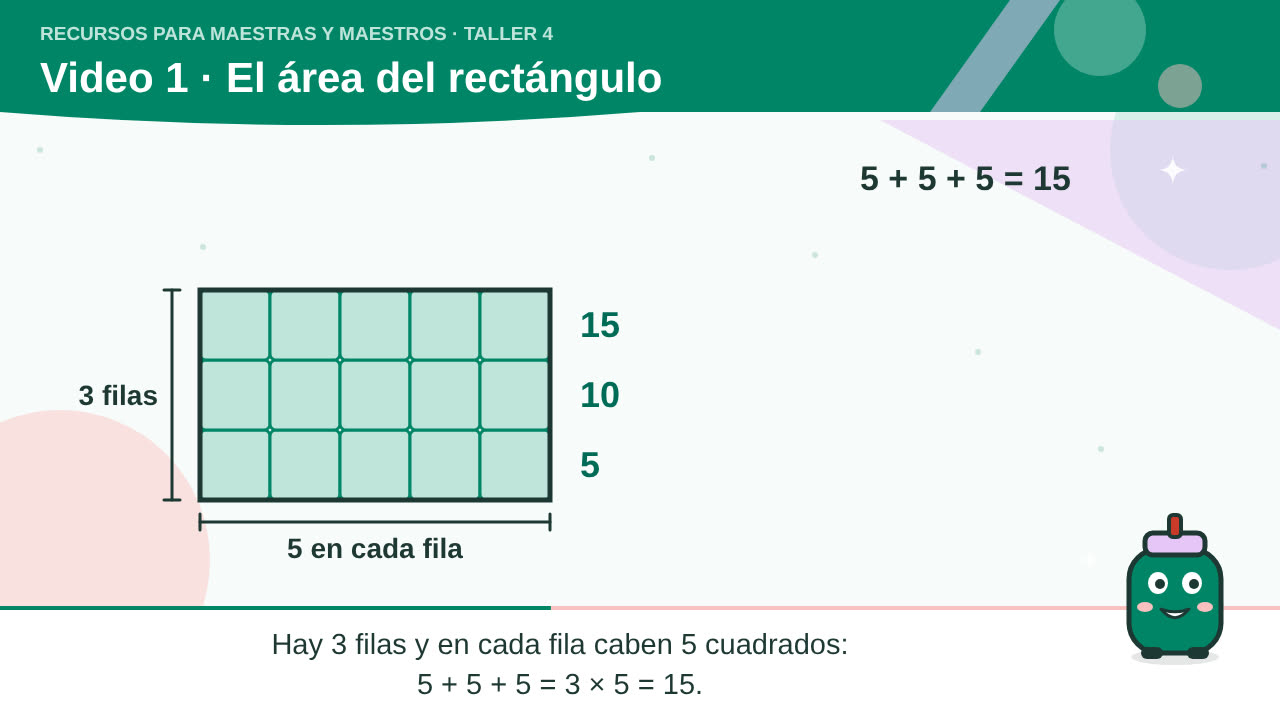 RECURSOS PARA MAESTRAS Y MAESTROS · TALLER 4
Video 1 · El área del rectángulo
5 + 5 + 5 = 15
15
3 filas
10
5
5 en cada fila
Hay 3 filas y en cada fila caben 5 cuadrados:
5 + 5 + 5 = 3 × 5 = 15.